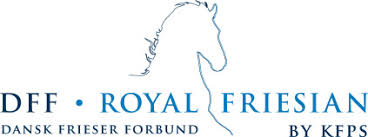 DFF • ROYAL FRIESIAN
DANSK FRIESER FORBUND BY KFPS